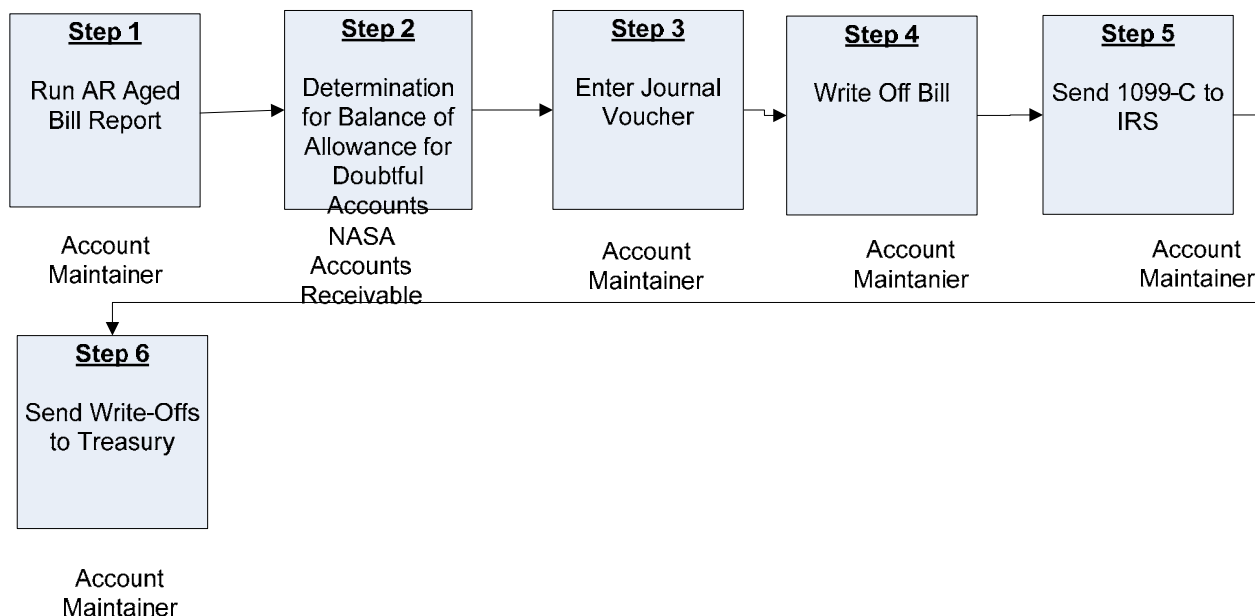 Step 1
Run AR Aged
Bill Report
Account
Maintainer
Step 2
Determination
for Balance of
Allowance for
Doubtful
Accounts
NASA
Accounts
Receivable
Step 3
Enter Journal
Voucher
Account
Maintainer
Step 4
Write Off Bill
Account
Maintanier
Step 5
Send 1099-C to
IRS
Account
Maintainer
Step 6
Send Write-Offs
to Treasury
Account
Maintainer